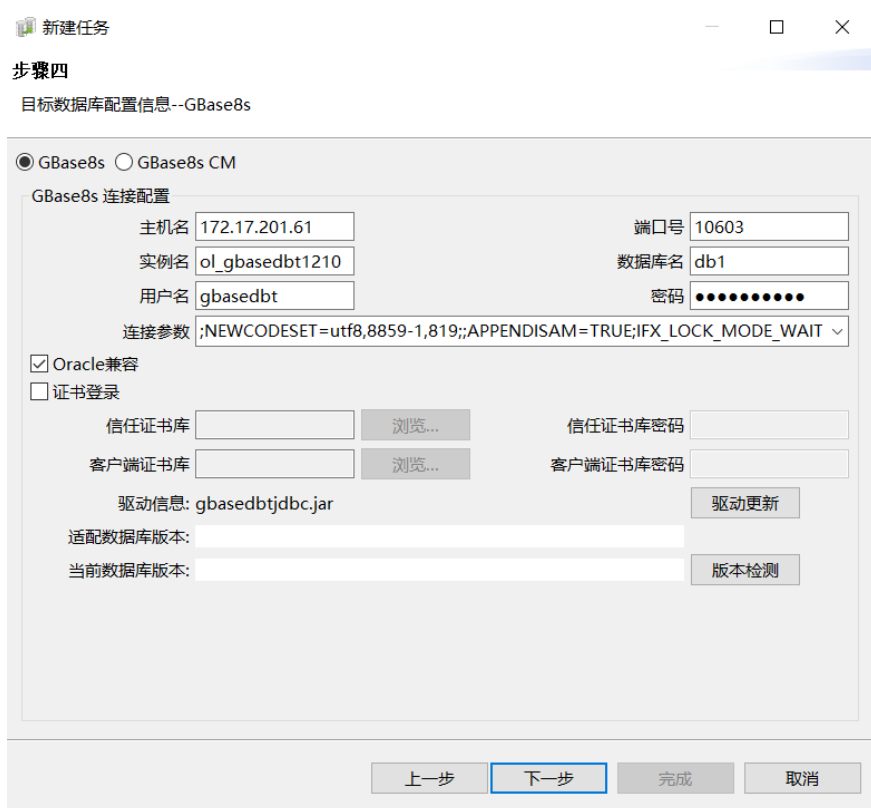 新建任务
步骤四
目标数据库配置信息--GBase8s
GBase8s GBase8s CM
GBase8s 连接配置
主机名 172.17.201.61 端口号 10603
实例名 ol_gbasedbt1210 数据库名 db1
用户名 gbasedbt 密码 ●●●●●●●●●●
连接参数 ;NEWCODESET=utf8,8859-1,819;;APPENDISAM=TRUE;IFX_LOCK_MODE_WAIT
Oracle兼容
证书登录
信任证书库 浏览... 信任证书库密码
客户端证书库 浏览... 客户端证书库密码
驱动信息: gbasedbtjdbc.jar 驱动更新
适配数据库版本:
当前数据库版本: 版本检测
上一步 下一步 完成 取消